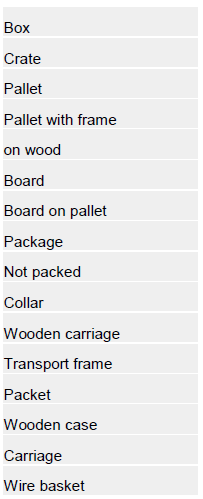 Box
Crate
Pallet
Pallet with frame
on wood
Board
Board on pallet
Package
Not packed
Collar
Wooden carriage
Transport frame
Packet
Wooden case
Carriage
Wire basket